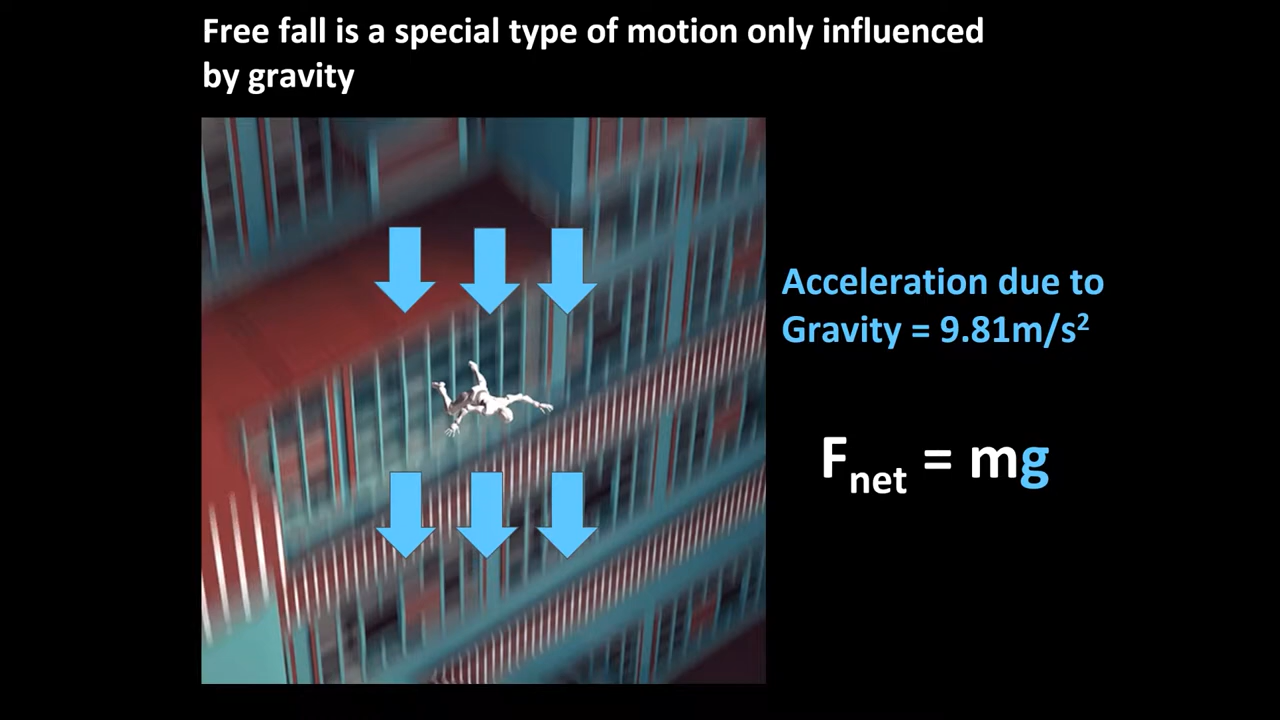 Free fall is a special type of motion only influenced
by gravity
Acceleration due to
Gravity = 9.81m/s²
Fnet = mg